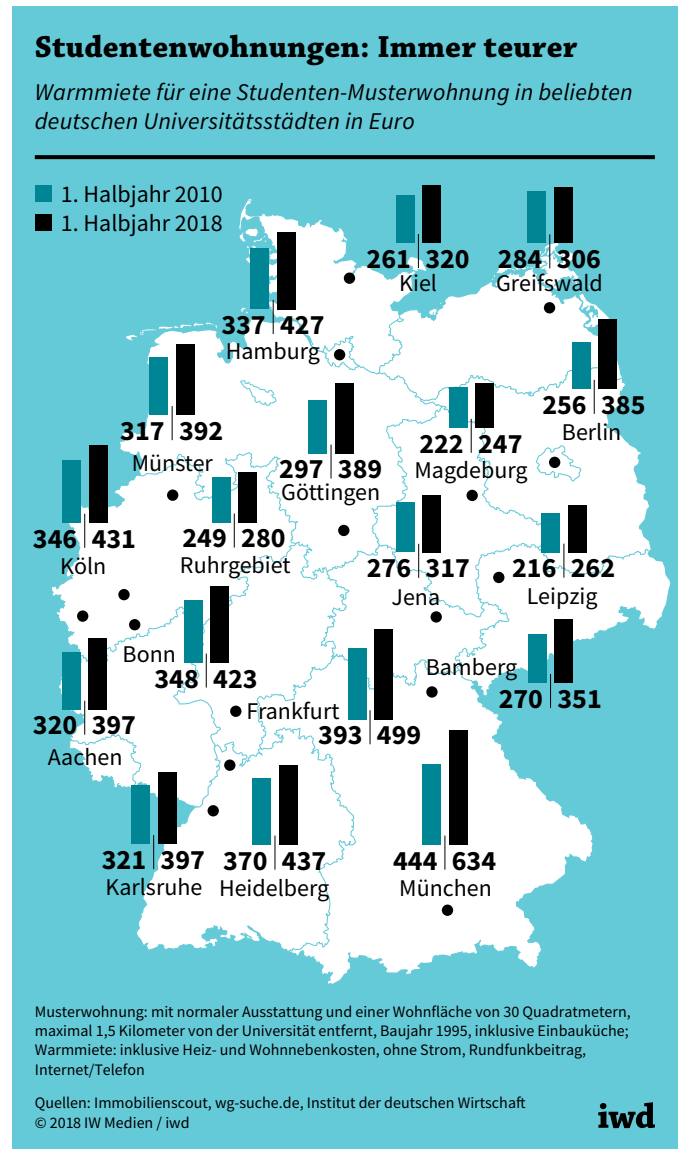 Studentenwohnungen: Immer teurer
Warmmiete für eine Studenten-Musterwohnung in beliebten
deutschen Universitätsstädten in Euro
1. Halbjahr 2010
1. Halbjahr 2018
261 320
Kiel
284 306
Greifswald
337 427
Hamburg
256 385
Berlin
317 392
Münster
297 389
Göttingen
222 247
Magdeburg
346 431
Köln
249 280
Ruhrgebiet
276 317
Jena
216 262
Leipzig
Bonn
348 423
Bamberg
270 351
320 397
Aachen
Frankfurt
393 499
321 397
Karlsruhe
370 437
Heidelberg
444 634
München
Musterwohnung: mit normaler Ausstattung und einer Wohnfläche von 30 Quadratmetern,
maximal 1,5 Kilometer von der Universität entfernt, Baujahr 1995, inklusive Einbauküche;
Warmmiete: inklusive Heiz- und Wohnnebenkosten, ohne Strom, Rundfunkbeitrag,
Internet/Telefon
Quellen: Immobilienscout, wg-suche.de, Institut der deutschen Wirtschaft
© 2018 IW Medien / iwd
iwd